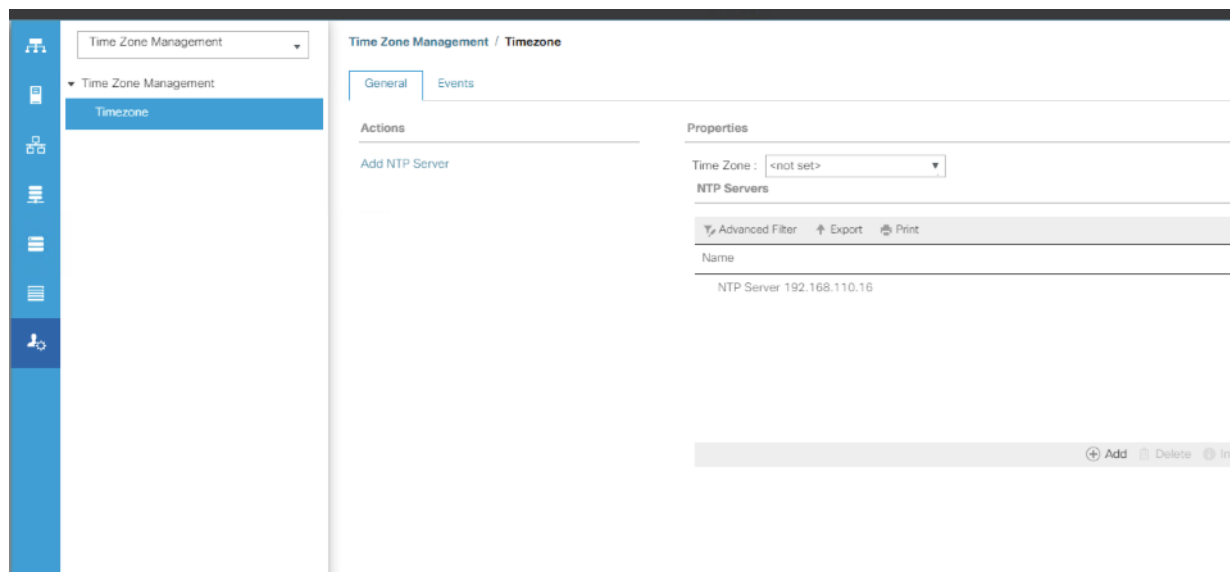 Time Zone Management
Time Zone Management
Timezone
Time Zone Management / Timezone
General Events
Actions
Add NTP Server
Properties
Time Zone : <not set>
NTP Servers
Advanced Filter Export Print
Name
NTP Server 192.168.110.16
Add Delete In